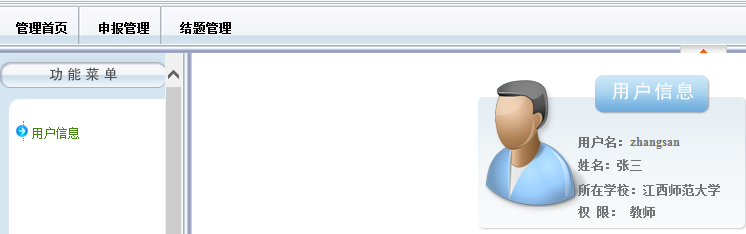 管理首页 申报管理 结题管理
功能菜单
用户信息
用户信息
用户名：zhangsan
姓名：张三
所在学校：江西师范大学
权 限： 教师